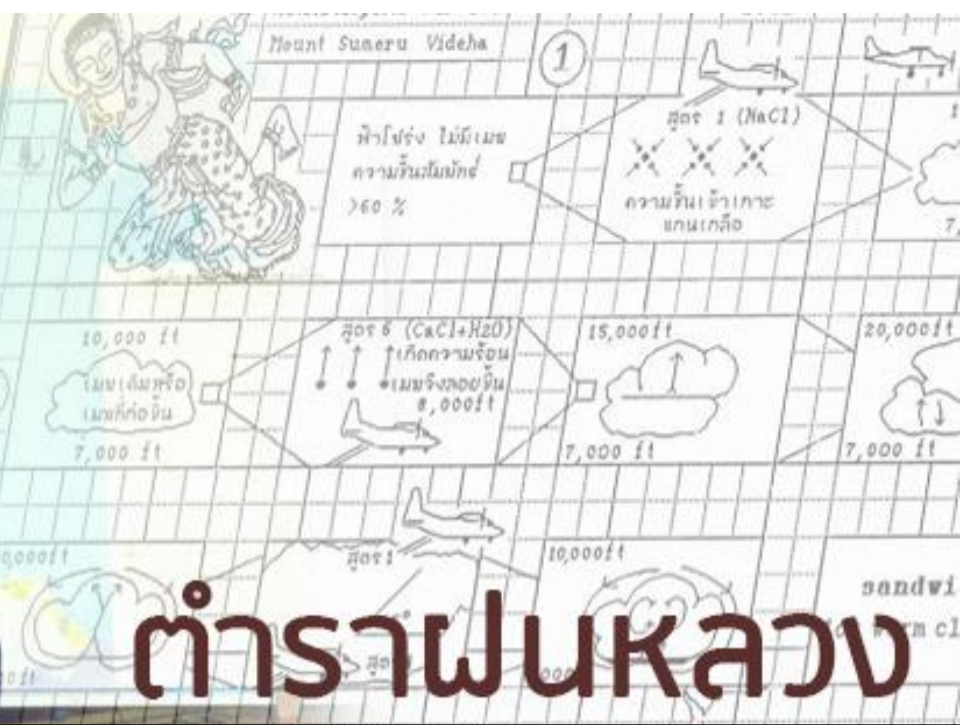 Mount Sumeru Videha
1
ฟ้าโปร่ง ไม่มีเมฆ
ความชื้นสัมพัทธ์
>60 %
สูตร 1 (NaCl)
ความชื้นเข้าเกาะ
แกนเกลือ
10,000 ft
เมฆเดิมหรือ
เมฆที่ก่อขึ้น
7,000 ft
สูตร 6 (CaCl+H2O)
เกิดความร้อน
เมฆจึงลอยขึ้น
8,000ft
15,000ft
7,000 ft
20,000ft
7,000 ft
สูตร 1
10,000ft
sandwi
ตำราฝนหลวง